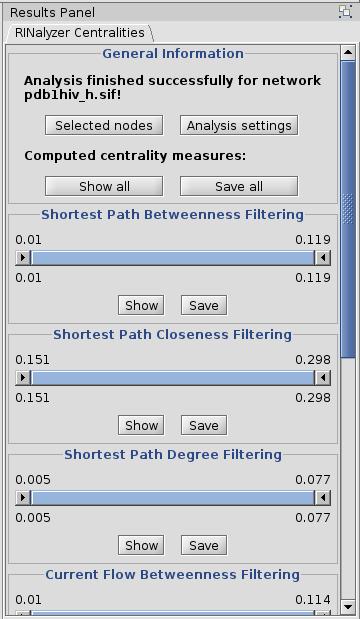 Results Panel
RINalyzer Centralities
General Information
Analysis finished successfully for network
pdb1hiv_h.sif!
Selected nodes Analysis settings
Computed centrality measures:
Show all Save all
Shortest Path Betweenness Filtering
0.01 0.119
0.01 0.119
Show Save
Shortest Path Closeness Filtering
0.151 0.298
0.151 0.298
Show Save
Shortest Path Degree Filtering
0.005 0.077
0.005 0.077
Show Save
Current Flow Betweenness Filtering
0.01 0.114